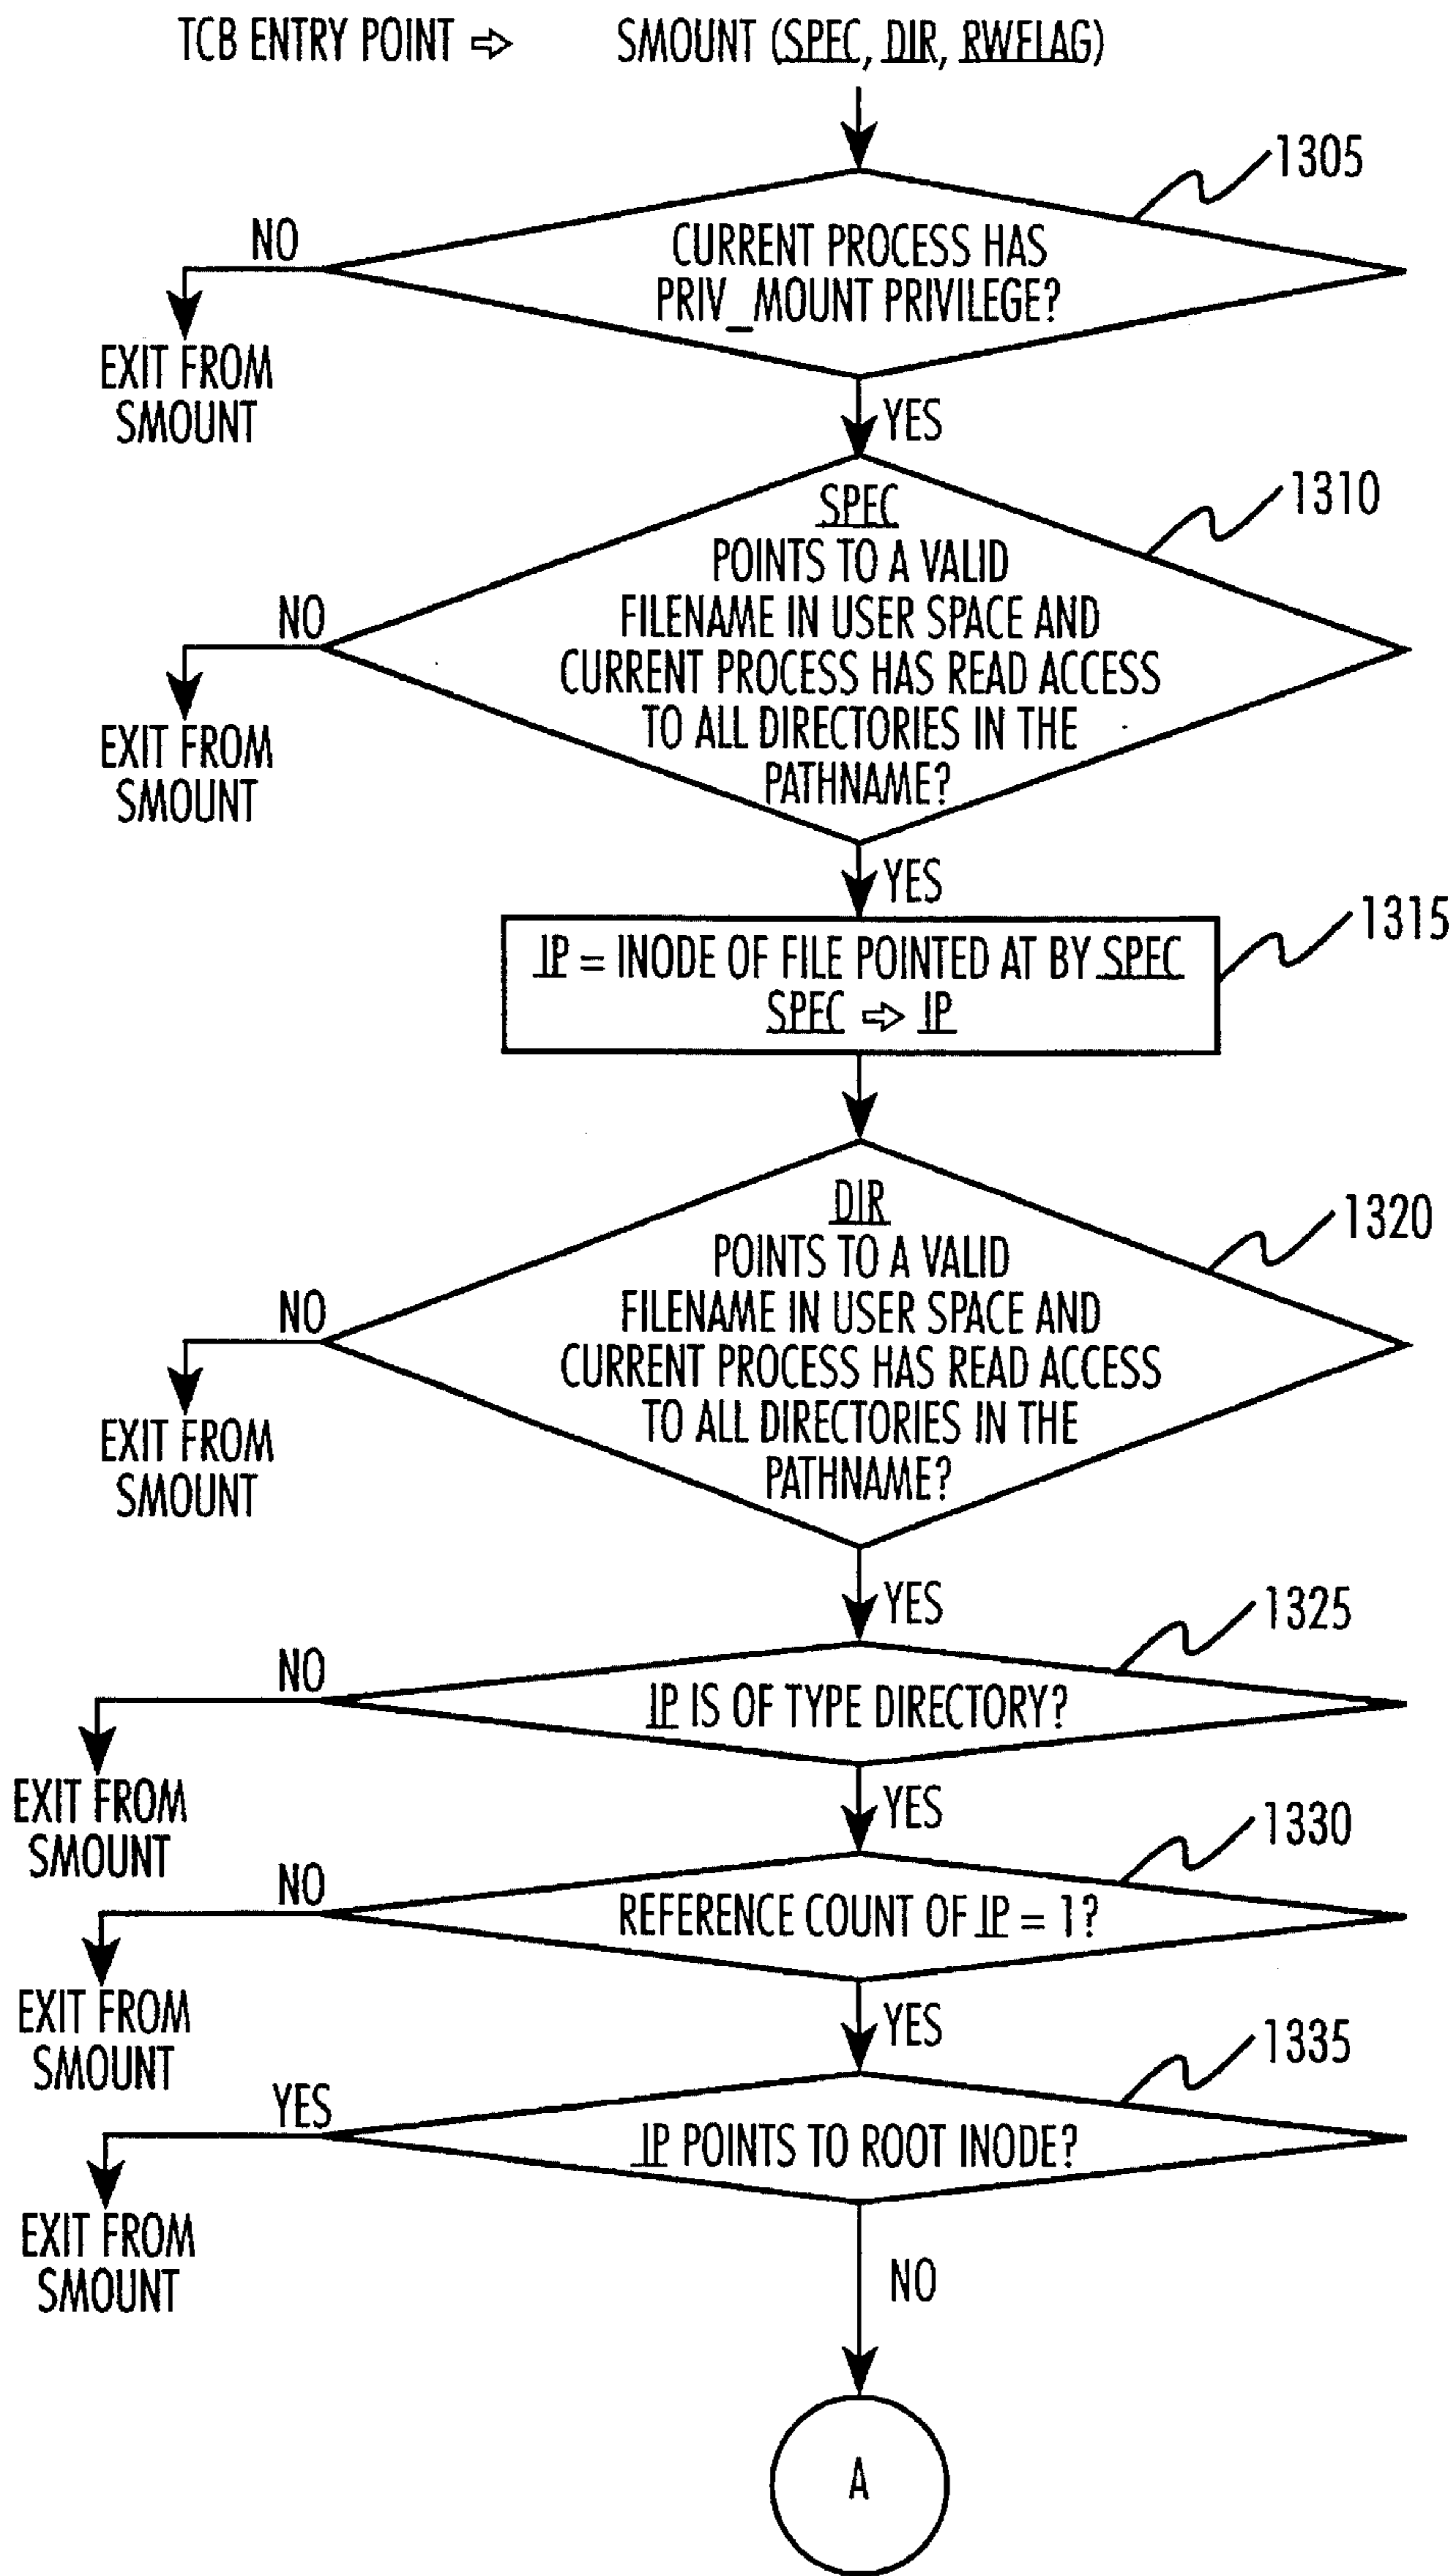 TCB ENTRY POINT ⇨ SMOUNT (SPEC, DIR, RWFLAG)
1305
NO
CURRENT PROCESS HAS
PRIV_MOUNT PRIVILEGE?
EXIT FROM
SMOUNT
YES
1310
SPEC
POINTS TO A VALID
FILENAME IN USER SPACE AND
CURRENT PROCESS HAS READ ACCESS
TO ALL DIRECTORIES IN THE
PATHNAME?
NO
EXIT FROM
SMOUNT
YES
1315
IP = INODE OF FILE POINTED AT BY SPEC
SPEC ⇨ IP
1320
DIR
POINTS TO A VALID
FILENAME IN USER SPACE AND
CURRENT PROCESS HAS READ ACCESS
TO ALL DIRECTORIES IN THE
PATHNAME?
NO
EXIT FROM
SMOUNT
YES
1325
NO
IP IS OF TYPE DIRECTORY?
EXIT FROM
SMOUNT
YES
1330
NO
REFERENCE COUNT OF IP = 1?
EXIT FROM
SMOUNT
YES
1335
YES
IP POINTS TO ROOT INODE?
EXIT FROM
SMOUNT
NO
A